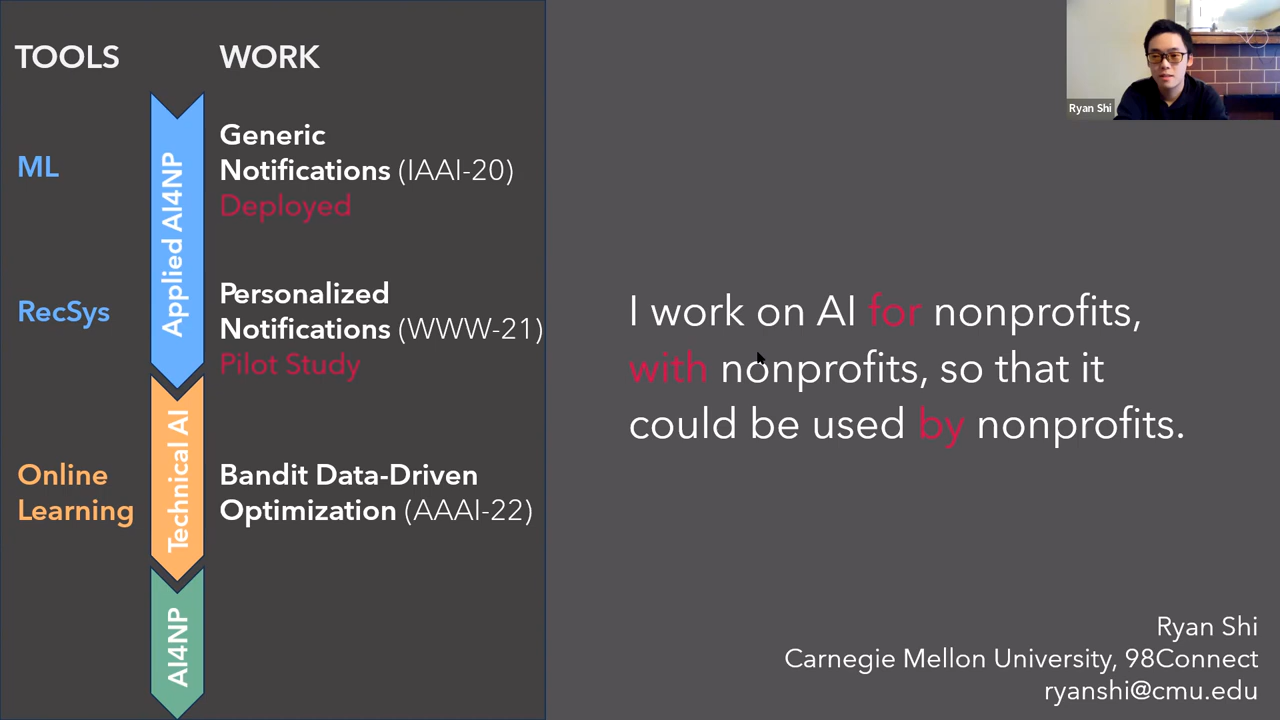 TOOLS
WORK
ML
Applied AI4NP
Generic
Notifications (IAAI-20)
Deployed
RecSys
Personalized
Notifications (WWW-21)
Pilot Study
Online
Learning
Technical AI
Bandit Data-Driven
Optimization (AAAI-22)
AI4NP
Ryan Shi
I work on AI for nonprofits,
with nonprofits, so that it
could be used by nonprofits.
Ryan Shi
Carnegie Mellon University, 98Connect
ryanshi@cmu.edu